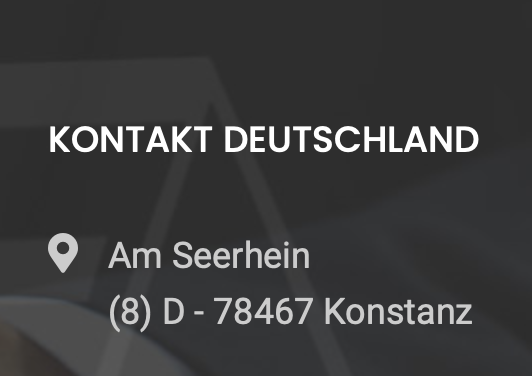 KONTAKT DEUTSCHLAND
Am Seerhein
(8) D - 78467 Konstanz